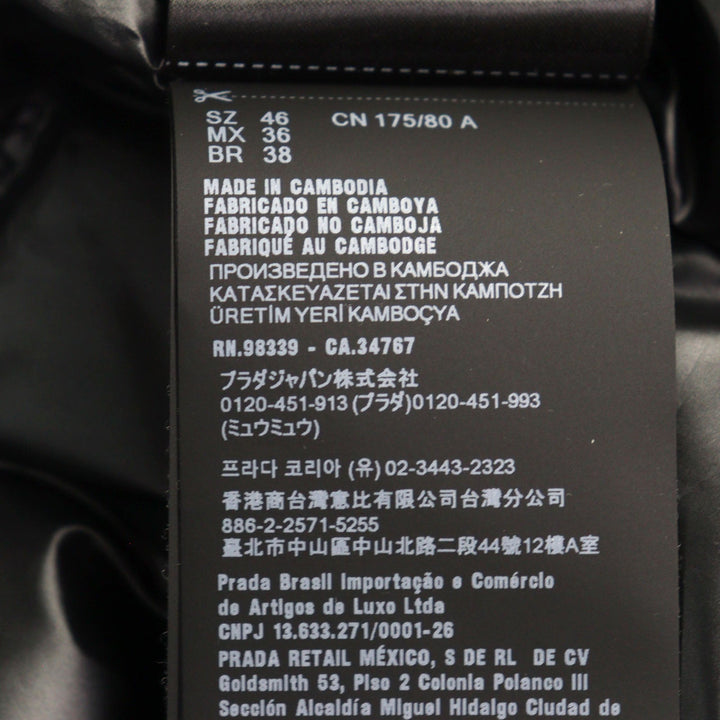 SZ 46 CN 175/80 A
MX 36
BR 38
MADE IN CAMBODIA
FABRICADO EN CAMBOYA
FABRICADO NO CAMBOJA
FABRIQUÉ AU CAMBODGE
ПРОИЗВЕДЕНО В КАМБОДЖА
ΚΑΤΑΣΚΕΥΑΖΕΤΑΙ ΣΤΗΝ ΚΑΜΠΟΤΖΗ
ÜRETİM YERİ KAMBOÇYA
RN.98339 - CA.34767
プラダジャパン株式会社
0120-451-913 (プラダ)0120-451-993
(ミュウミュウ)
프라다 코리아 (유) 02-3443-2323
香港商台灣意比有限公司台灣分公司
886-2-2571-5255
臺北市中山區中山北路二段44號12樓A室
Prada Brasil Importação e Comércio
de Artigos de Luxo Ltda
CNPJ 13.633.271/0001-26
PRADA RETAIL MÉXICO, S DE RL DE CV
Goldsmith 53, Piso 2 Colonia Polanco III
Sección Alcaldía Miguel Hidalgo Ciudad de